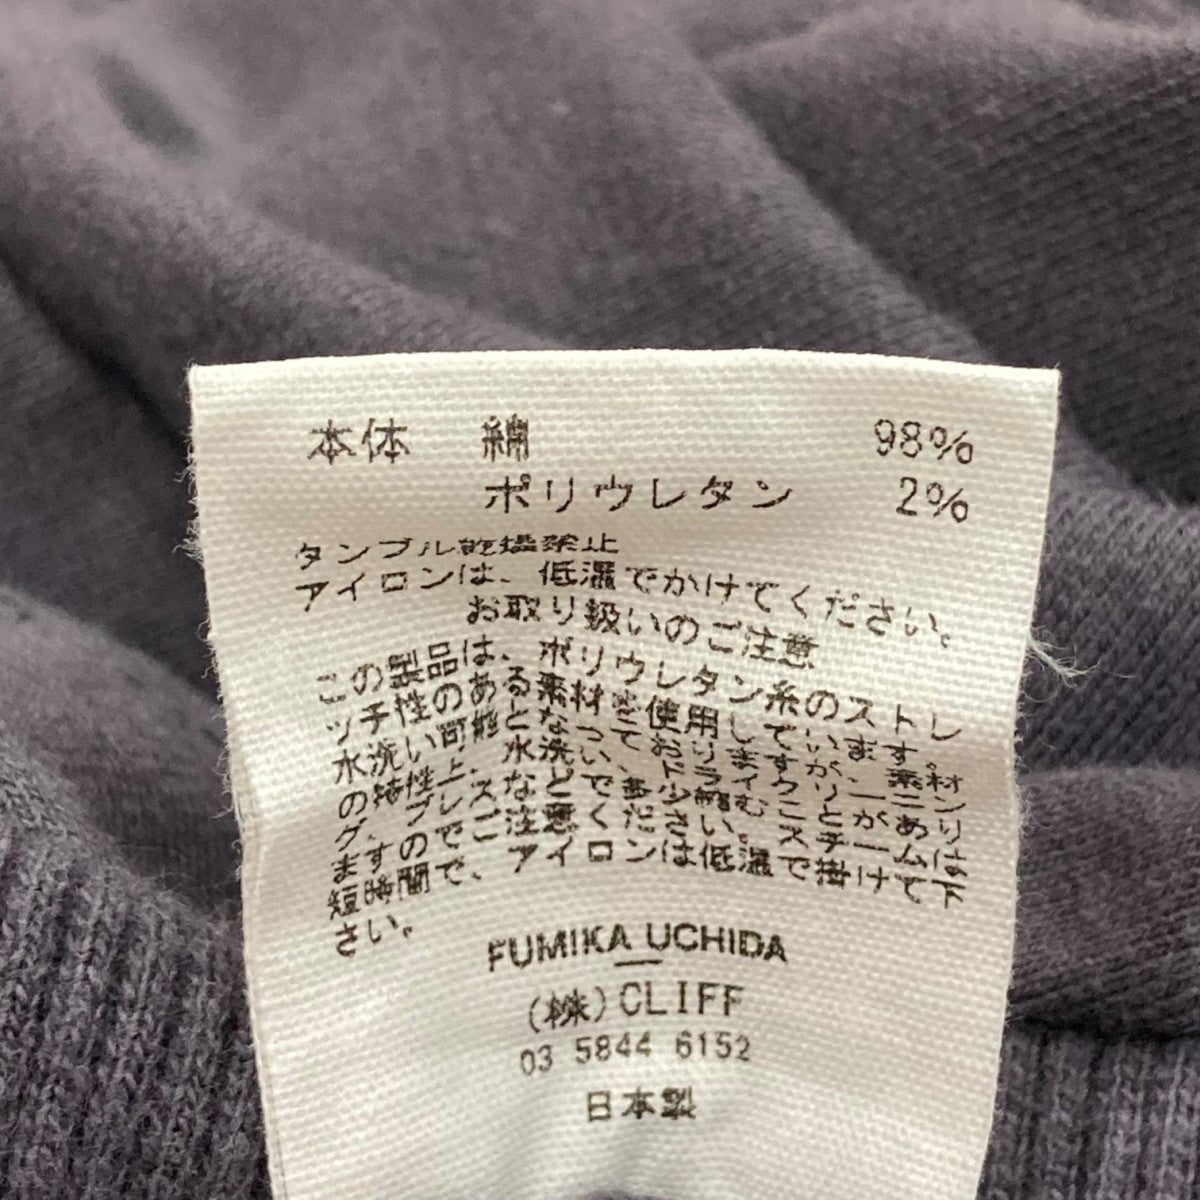 本体 綿 98%
ポリウレタン 2%
タンブル乾燥禁止
アイロンは、低温でかけてください。
お取り扱いのご注意
この製品は、ポリウレタン糸のストレ
ッチ性のある素材を使用しています。
水洗い可能となっておりますが、素材
の特性上、水洗い、ドライクリーニン
グ、スなどで多少縮むことがあり
ます。ごご注意ください。スチームは
短時間で、アイロンは低温で掛けて下
さい。
FUMIKA_UCHIDA
(株)CLIFF
03 5844 6152
日本製